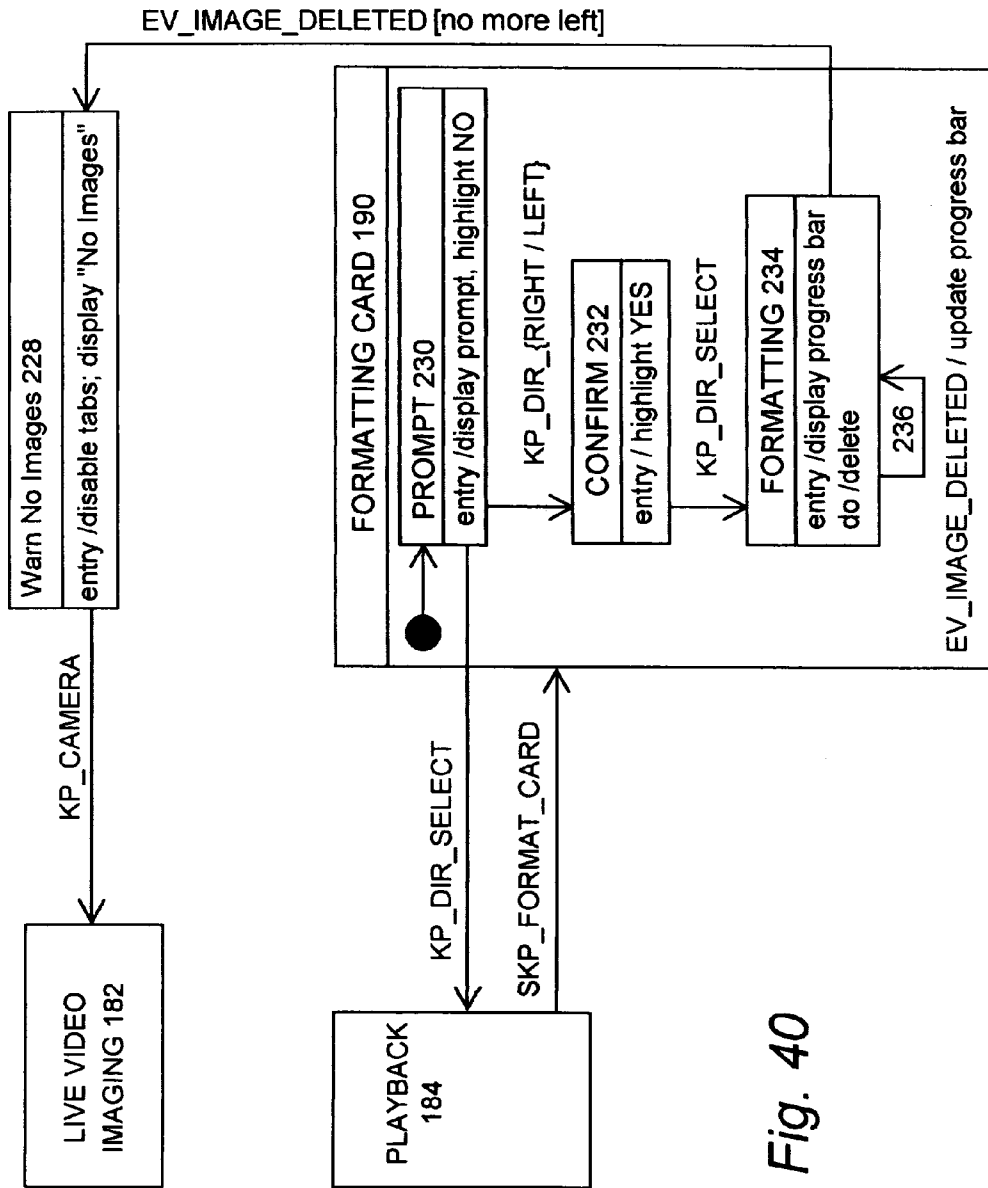 EV_IMAGE_DELETED [no more left]
Warn No Images 228
entry /disable tabs; display "No Images"
KP_CAMERA
LIVE VIDEO
IMAGING 182
FORMATTING CARD 190
PROMPT 230
entry /display prompt, highlight NO
KP_DIR_{RIGHT / LEFT}
CONFIRM 232
entry / highlight YES
KP_DIR_SELECT
FORMATTING 234
entry /display progress bar
do /delete
236
EV_IMAGE_DELETED / update progress bar
KP_DIR_SELECT
SKP_FORMAT_CARD
PLAYBACK
184
Fig. 40